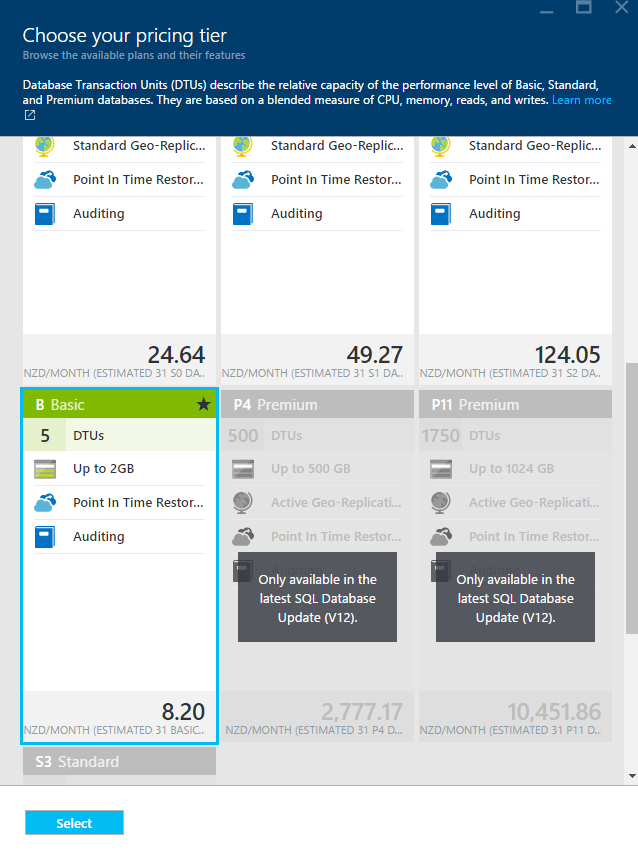 Choose your pricing tier
Browse the available plans and their features
Database Transaction Units (DTUs) describe the relative capacity of the performance level of Basic, Standard,
and Premium databases. They are based on a blended measure of CPU, memory, reads, and writes. Learn more
Standard Geo-Replic... Standard Geo-Replic... Standard Geo-Replic...
Point In Time Restor... Point In Time Restor... Point In Time Restor...
Auditing Auditing Auditing
24.64 49.27 124.05
NZD/MONTH (ESTIMATED 31 S0 DA.. NZD/MONTH (ESTIMATED 31 S1 DA.. NZD/MONTH (ESTIMATED 31 S2 DA..
B Basic P4 Premium P11 Premium
5 DTUs 500 DTUs 1750 DTUs
Up to 2GB Up to 500 GB Up to 1024 GB
Point In Time Restor... Active Geo-Replicati... Active Geo-Replicati...
Auditing Point In Time Restor... Point In Time Restor...
Auditing Auditing
Only available in the Only available in the
latest SQL Database latest SQL Database
Update (V12). Update (V12).
8.20 2,777.17 10,451.86
NZD/MONTH (ESTIMATED 31 BASIC.. NZD/MONTH (ESTIMATED 31 P4 D... NZD/MONTH (ESTIMATED 31 P11 D...
S3 Standard
Select